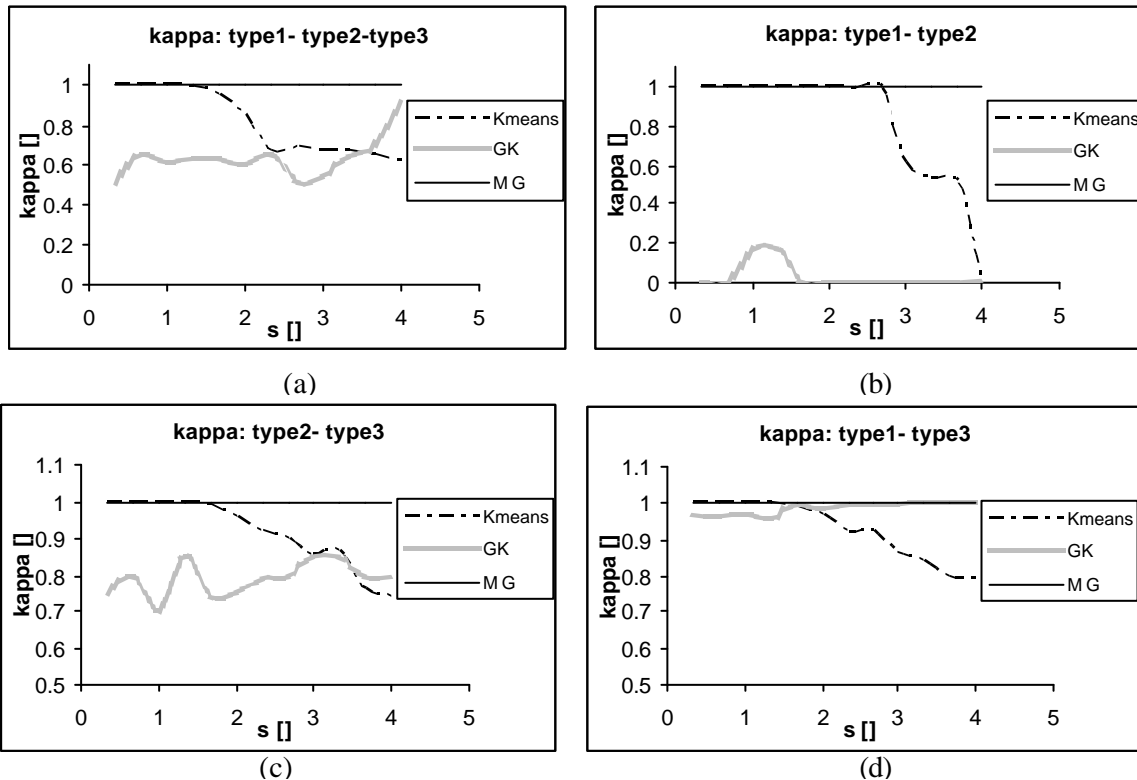 kappa: type1- type2-type3
kappa []
1
0.8
0.6
0.4
0.2
0
0 1 2 3 4 5
s []
Kmeans
GK
M G
(a)
kappa: type1- type2
kappa []
1
0.8
0.6
0.4
0.2
0
0 1 2 3 4 5
s []
Kmeans
GK
M G
(b)
kappa: type2- type3
kappa []
1.1
1
0.9
0.8
0.7
0.6
0.5
0 1 2 3 4 5
s []
Kmeans
GK
M G
(c)
kappa: type1- type3
kappa []
1.1
1
0.9
0.8
0.7
0.6
0.5
0 1 2 3 4 5
s []
Kmeans
GK
M G
(d)